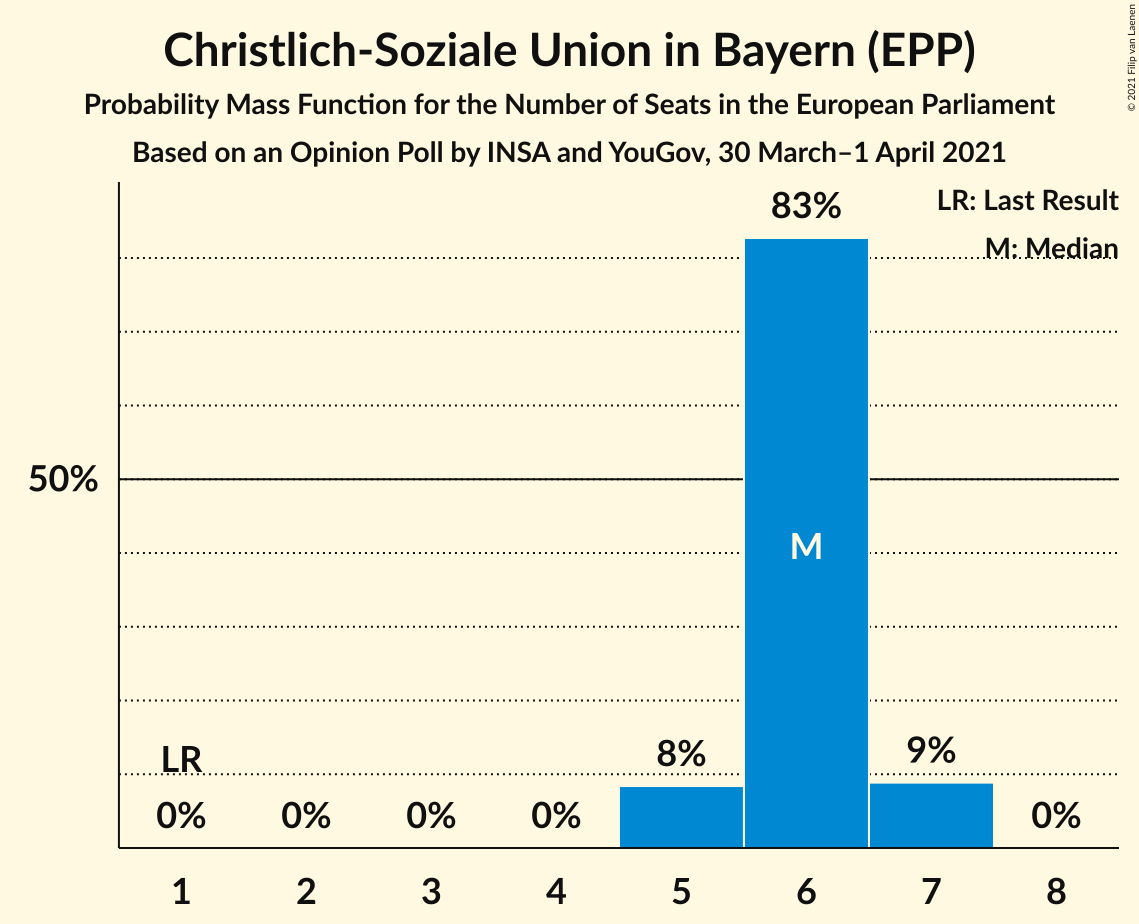 Christlich-Soziale Union in Bayern (EPP)
Probability Mass Function for the Number of Seats in the European Parliament
Based on an Opinion Poll by INSA and YouGov, 30 March–1 April 2021
© 2021 Filip van Laenen
LR: Last Result
M: Median
83%
50%
M
LR
8%
9%
0%
0%
0%
0%
0%
1
2
3
4
5
6
7
8